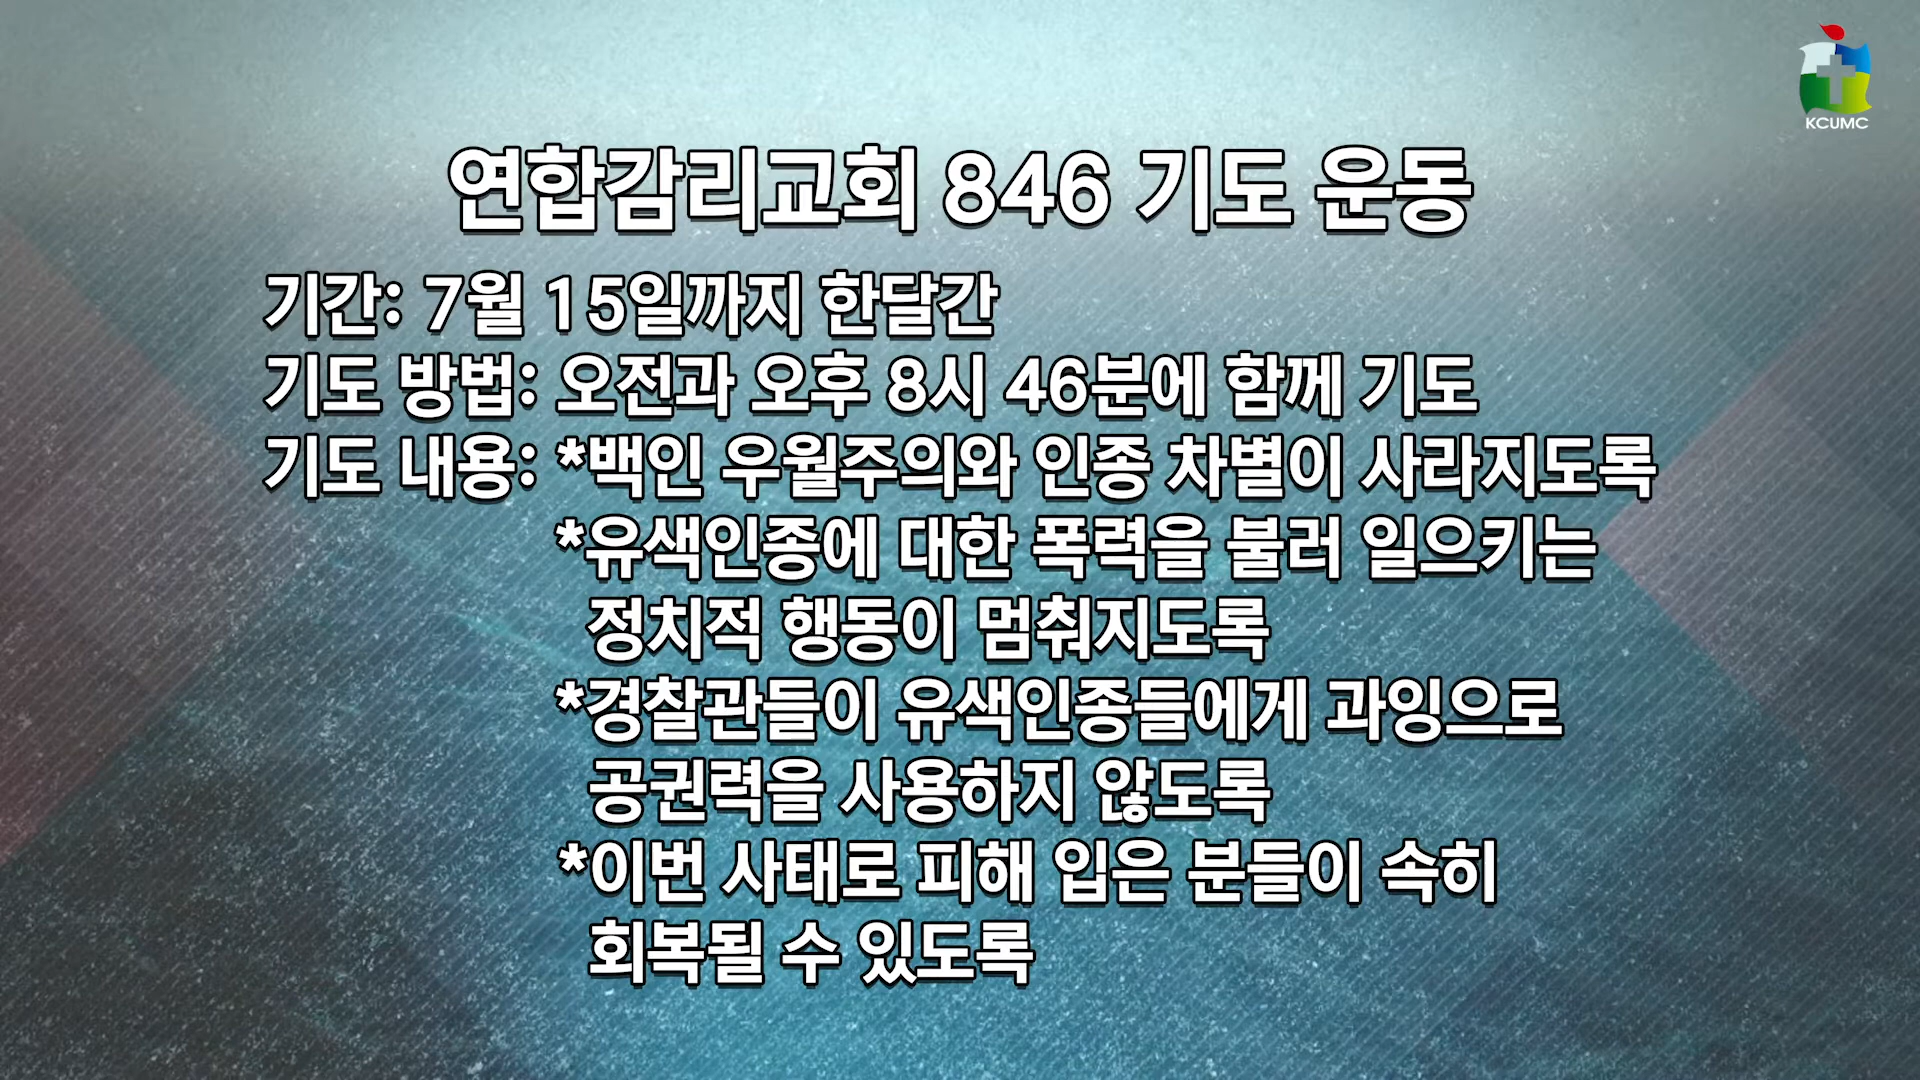 KCUMC
연합감리교회 846 기도 운동
기간: 7월 15일까지 한달간
기도 방법: 오전과 오후 8시 46분에 함께 기도
기도 내용: *백인 우월주의와 인종 차별이 사라지도록
*유색인종에 대한 폭력을 불러 일으키는
정치적 행동이 멈춰지도록
*경찰관들이 유색인종들에게 과잉으로
공권력을 사용하지 않도록
*이번 사태로 피해 입은 분들이 속히
회복될 수 있도록